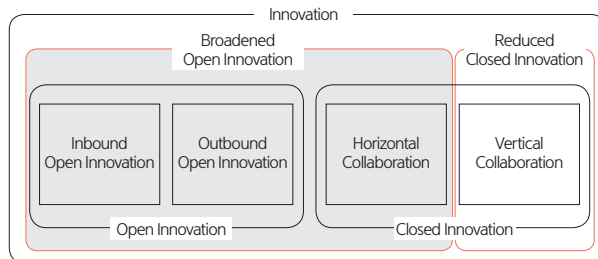 Innovation
Broadened
Open Innovation
Reduced
Closed Innovation
Inbound
Open Innovation
Outbound
Open Innovation
Horizontal
Collaboration
Vertical
Collaboration
Open Innovation
Closed Innovation